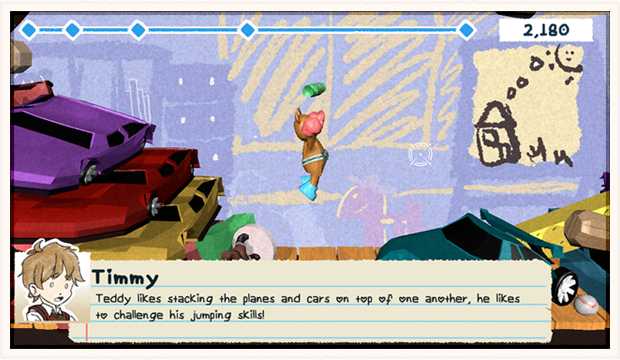 2,180
Timmy
Teddy likes stacking the planes and cars on top of one another, he likes
to challenge his jumping skills!